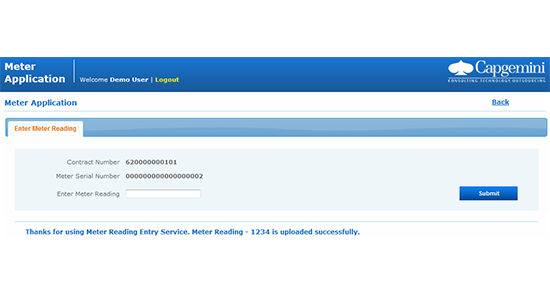 Meter
Application
Welcome Demo User | Logout
Capgemini
CONSULTING.TECHNOLOGY.OUTSOURCING
Meter Application
Back
Enter Meter Reading
Contract Number 620000000101
Meter Serial Number 000000000000000002
Enter Meter Reading
Submit
Thanks for using Meter Reading Entry Service. Meter Reading - 1234 is uploaded successfully.